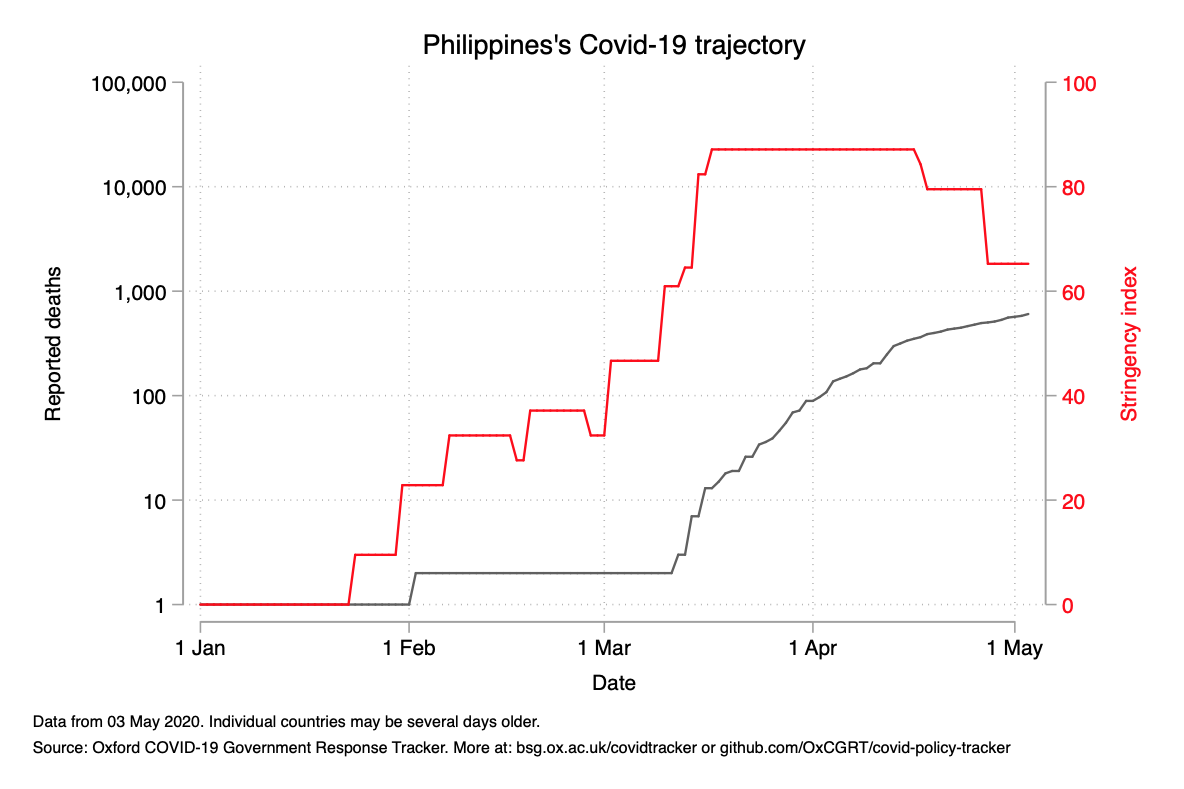 Philippines's Covid-19 trajectory
100,000
10,000
1,000
100
10
1
Reported deaths
100
80
60
40
20
0
Stringency index
1 Jan 1 Feb 1 Mar 1 Apr 1 May
Date
Data from 03 May 2020. Individual countries may be several days older.
Source: Oxford COVID-19 Government Response Tracker. More at: bsg.ox.ac.uk/covidtracker or github.com/OxCGRT/covid-policy-tracker